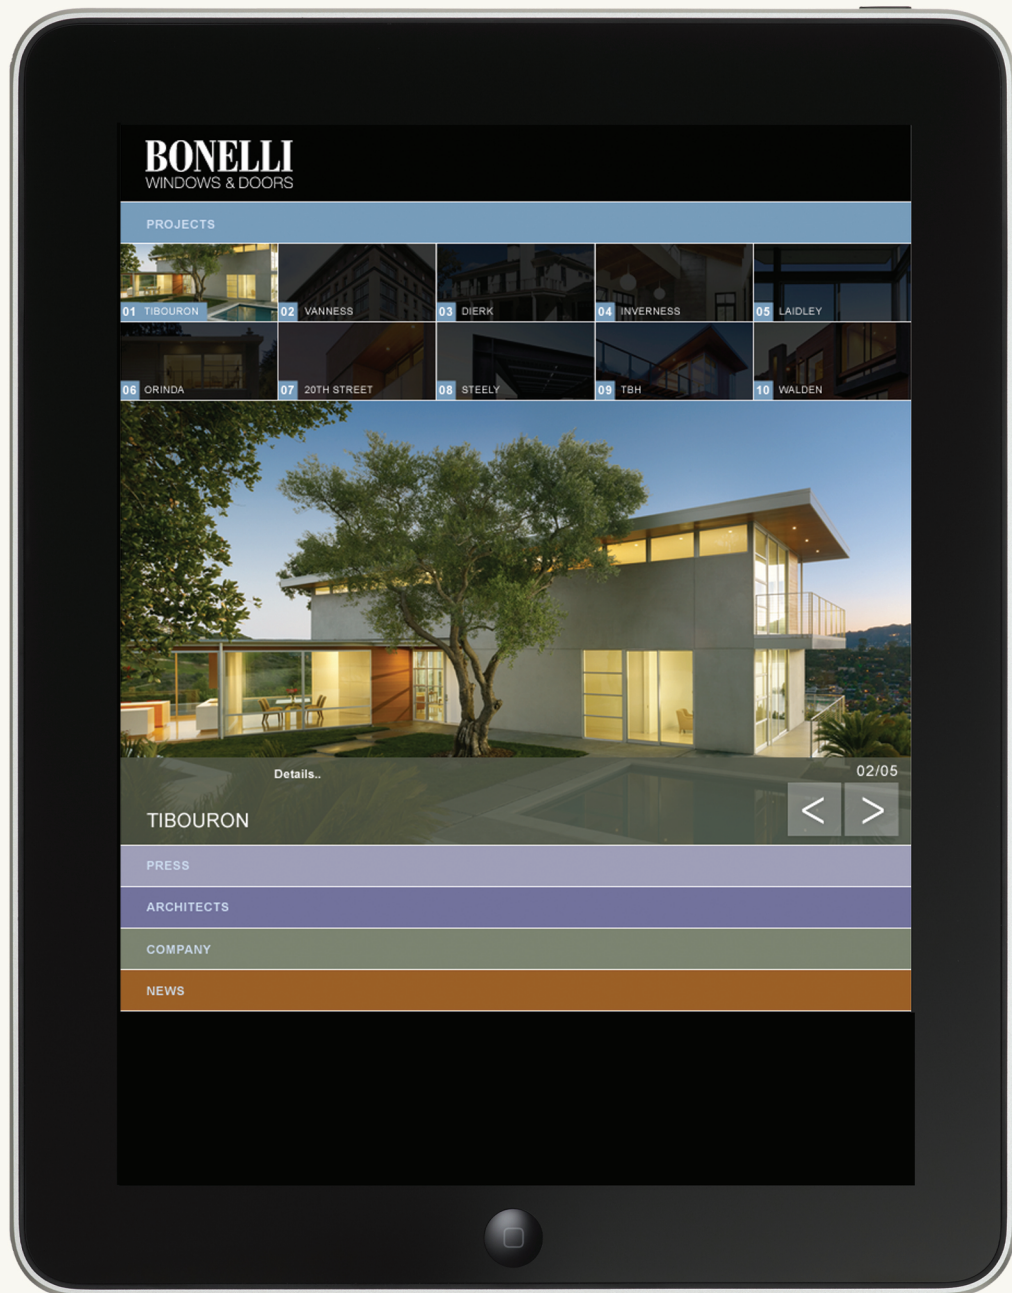 BONELLI
WINDOWS & DOORS
PROJECTS
01 TIBOURON
02 VANNESS
03 DIERK
04 INVERNESS
05 LAIDLEY
06 ORINDA
07 20TH STREET
08 STEELY
09 TBH
10 WALDEN
Details..
02/05
TIBOURON
< >
PRESS
ARCHITECTS
COMPANY
NEWS